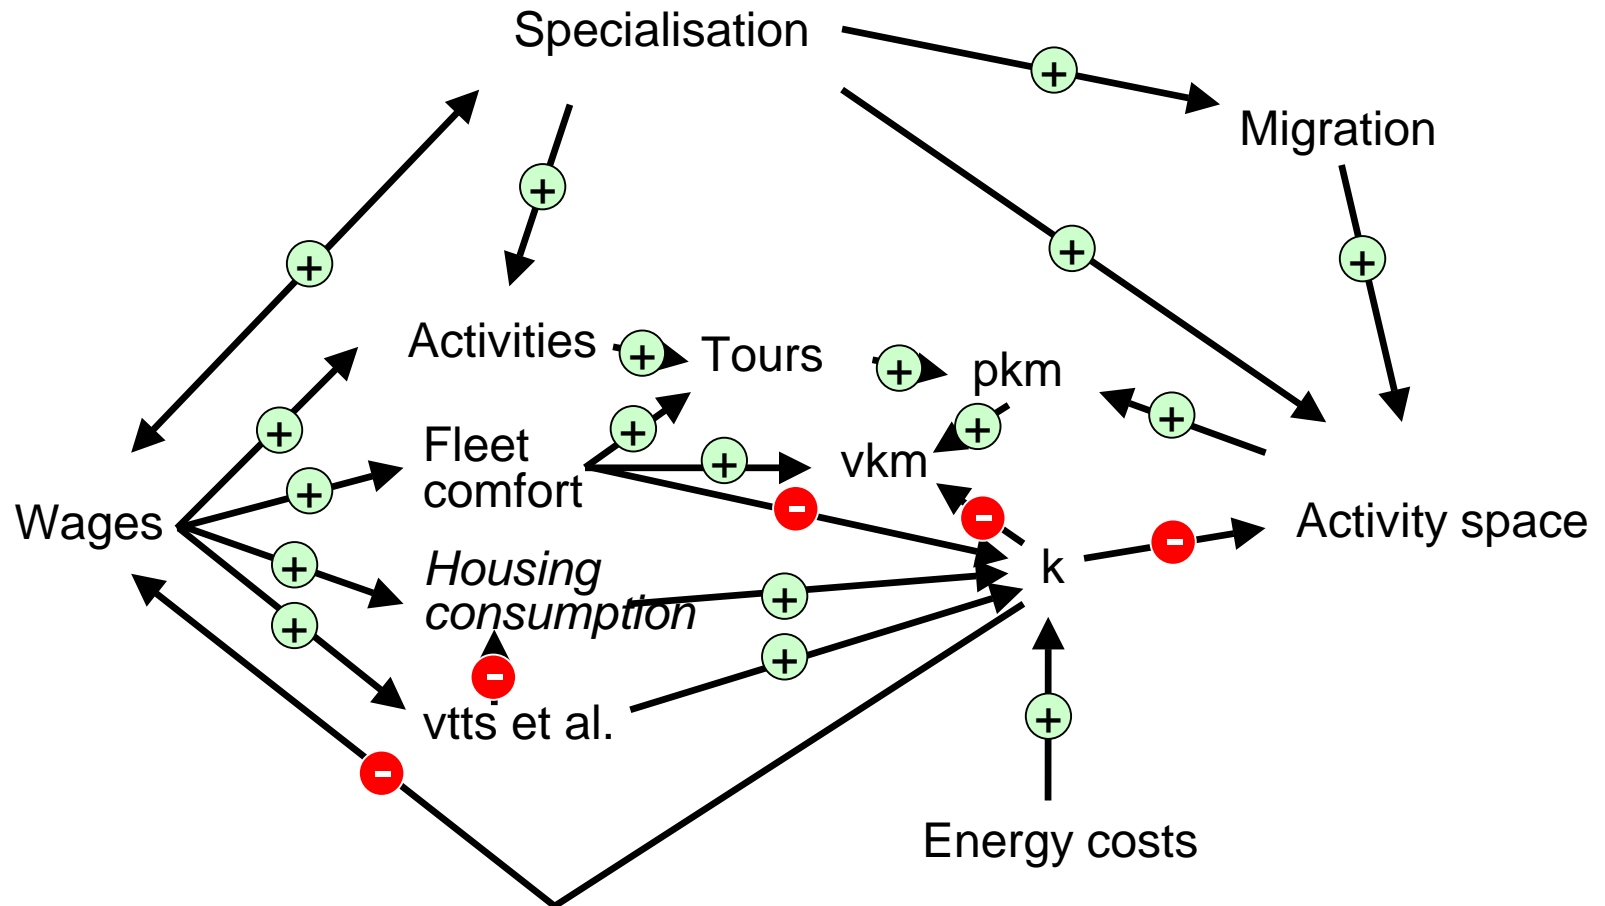 Specialisation
+
Migration
+
+
+
+
Activities
+
Tours
+
pkm
+
+
+
Fleet
comfort
+
+
vkm
+
-
-
Wages
Activity space
-
+
Housing
consumption
+
k
+
+
-
vtts et al.
+
-
Energy costs